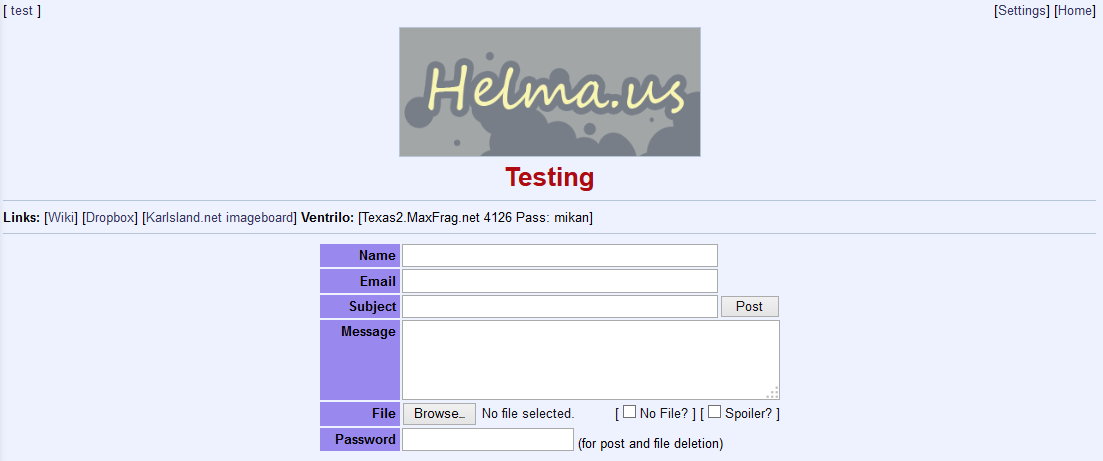 [ test ] [Settings] [Home]
Helma.us
Testing
Links: [Wiki] [Dropbox] [Karlsland.net imageboard] Ventrilo: [Texas2.MaxFrag.net 4126 Pass: mikan]
Name
Email
Subject Post
Message
File Browse... No file selected. [ No File? ] [ Spoiler? ]
Password (for post and file deletion)